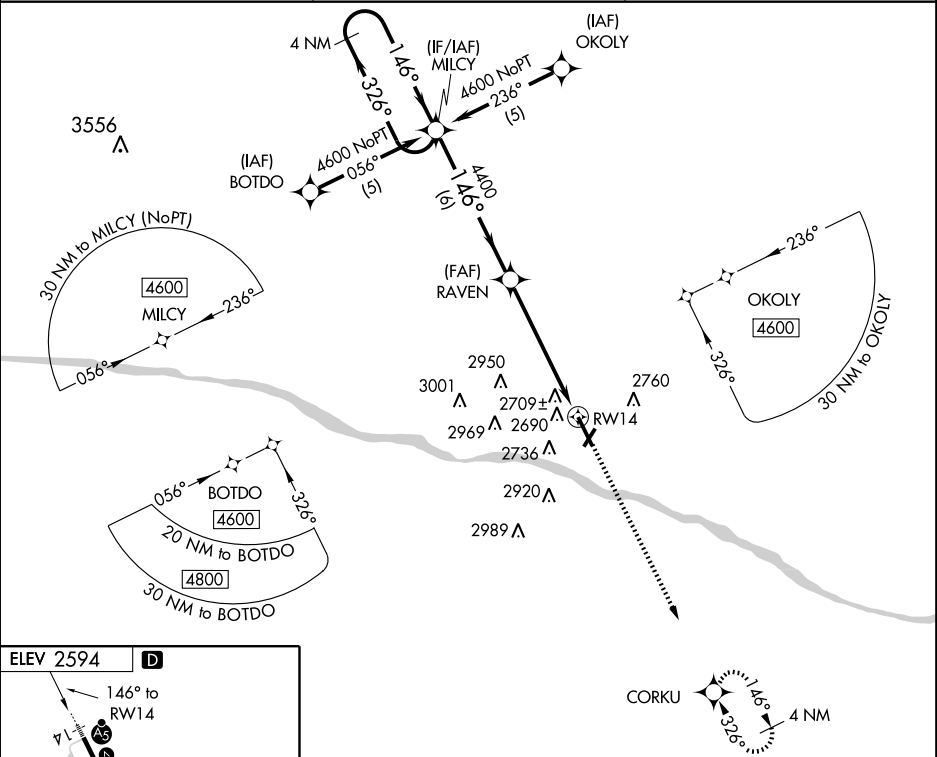 (IAF)
OKOLY
4 NM
146°
326°
(IF/IAF)
MILCY
4600 NoPT
236°
(5)
3556
(IAF)
BOTDO
4600 NoPT
056°
(5)
4400
146°
(6)
30 NM to MILCY (NoPT)
4600
MILCY
236°
056°
(FAF)
RAVEN
236°
OKOLY
4600
326°
30 NM to OKOLY
2950
3001
2709±
2760
2969
2690
RW14
2736
2920
2989
056°
BOTDO
4600
326°
20 NM to BOTDO
4800
30 NM to BOTDO
ELEV 2594
D
146° to
RW14
14
A5
CORKU
146°
326°
4 NM